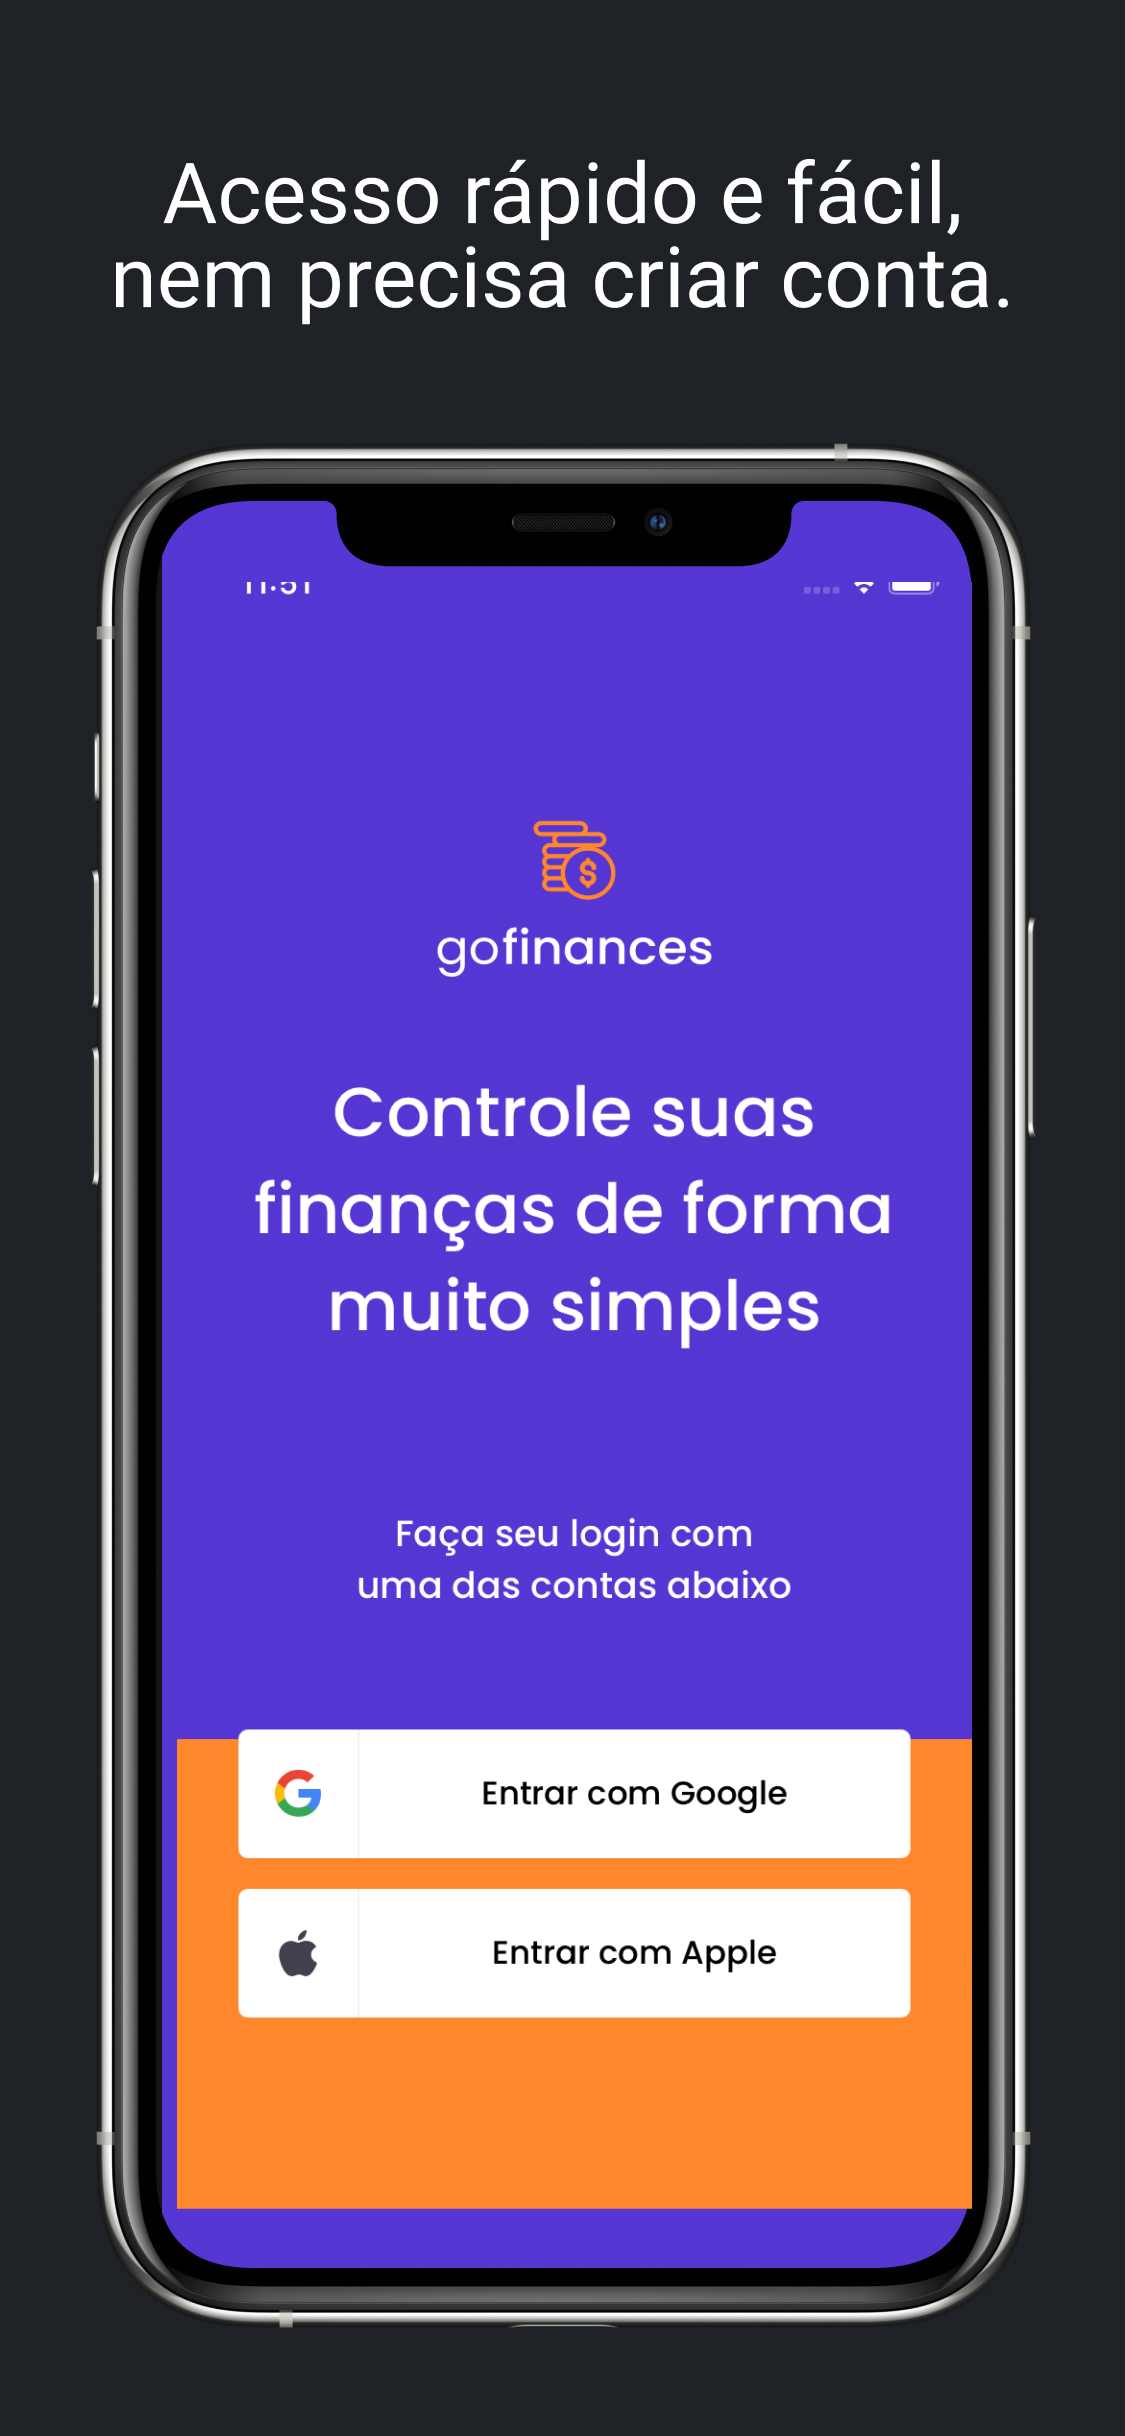 Acesso rápido e fácil,
nem precisa criar conta.
11:51
gofinances
Controle suas
finanças de forma
muito simples
Faça seu login com
uma das contas abaixo
Entrar com Google
Entrar com Apple